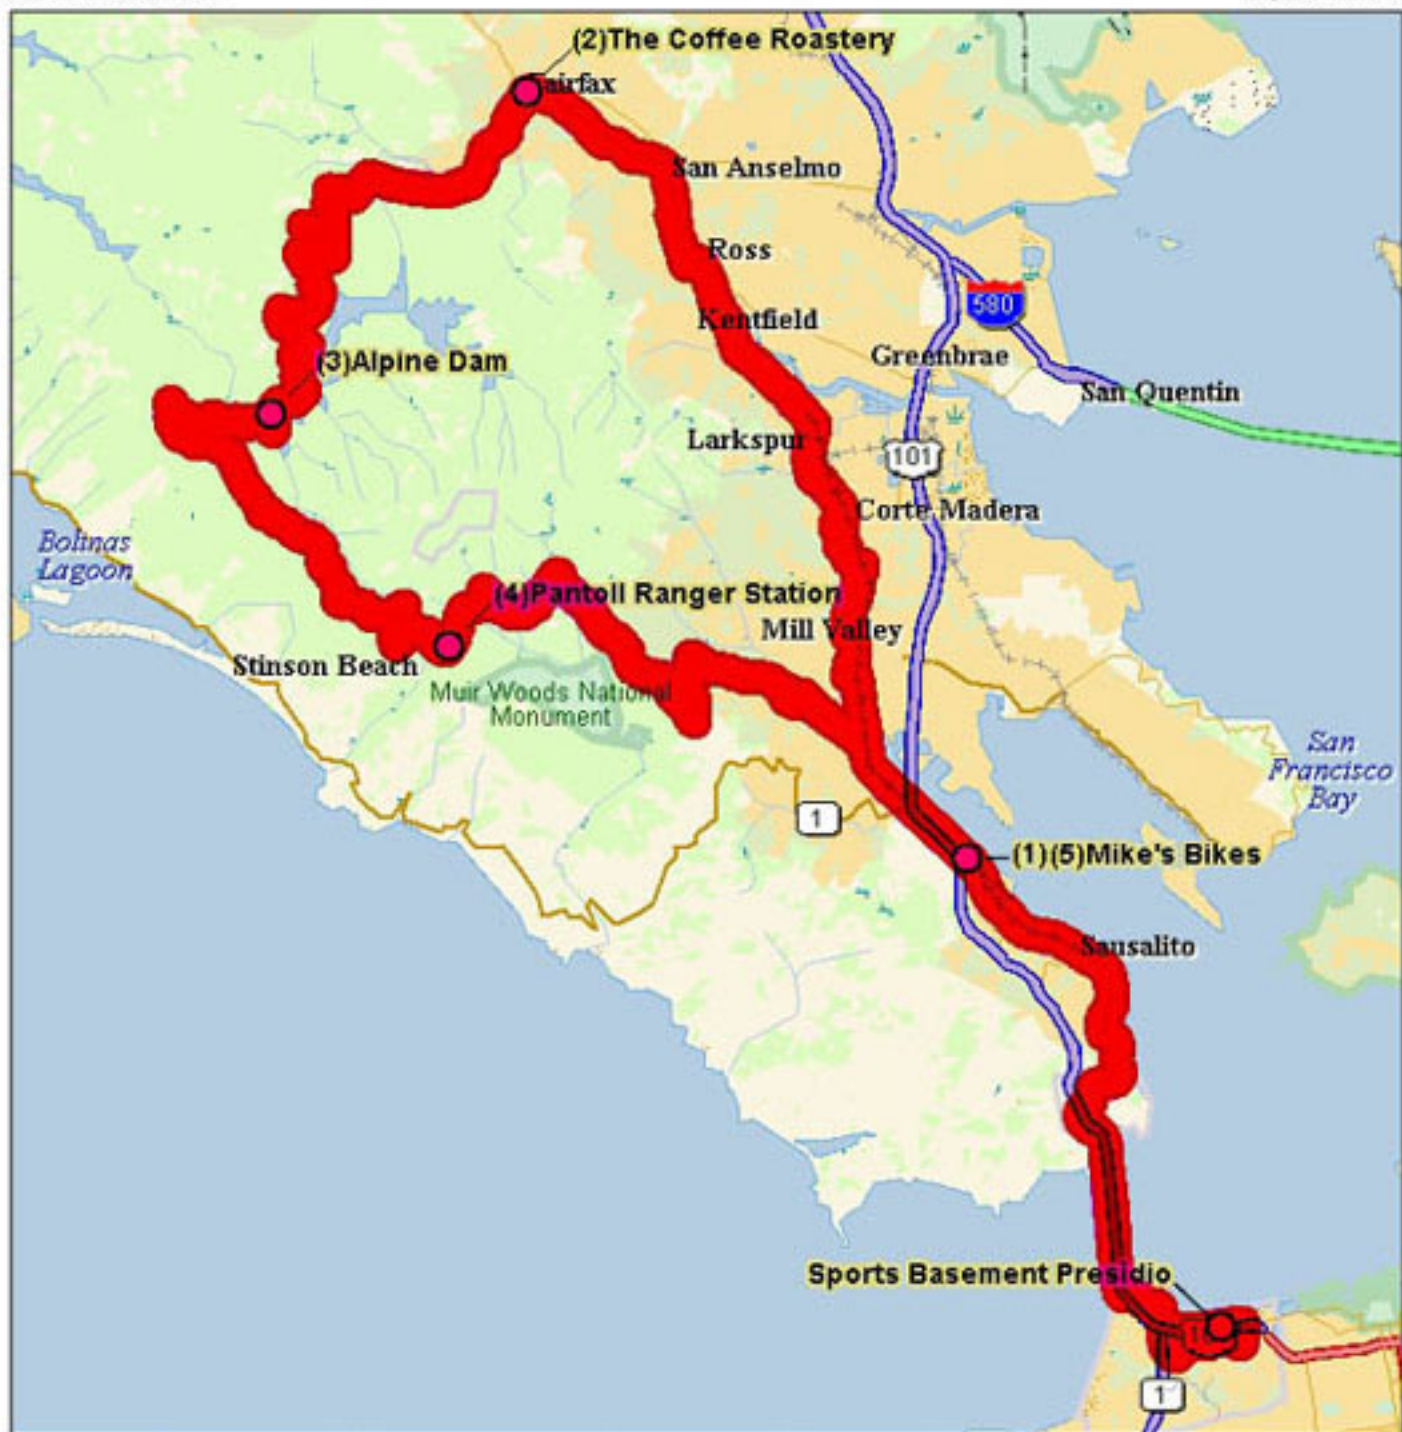 (2)The Coffee Roastery
Fairfax
San Anselmo
Ross
Kentfield
580
Greenbrae
(3)Alpine Dam
San Quentin
Larkspur
101
Corte Madera
Bolinas
Lagoon
(4)Pantoll Ranger Station
Mill Valley
Stinson Beach
Muir Woods National
Monument
San
Francisco
Bay
1
(1)(5)Mike's Bikes
Sausalito
Sports Basement Presidio
1